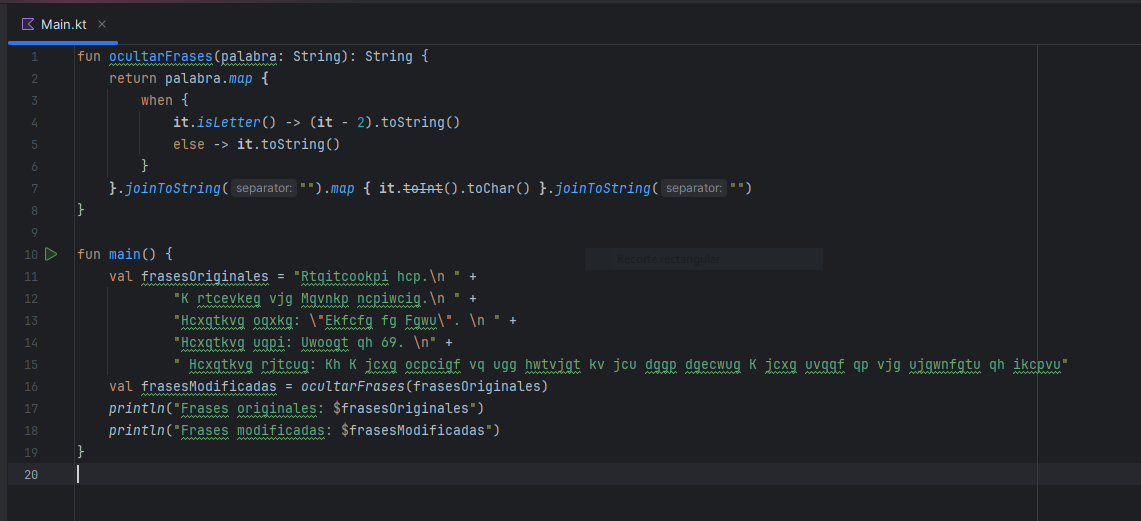 Main.kt
1 fun ocultarFrases(palabra: String): String {
2     return palabra.map {
3         when {
4             it.isLetter() -> (it - 2).toString()
5             else -> it.toString()
6         }
7     }.joinToString( separator: "").map { it.toInt().toChar() }.joinToString( separator: "")
8 }
9
10 fun main() {
11     val frasesOriginales = "Rtqitcookpi hcp.\n " +
12             "K rtcevkeg vjg Mqvnkp ncpiwcig.\n " +
13             "Hcxqtkvg oqxkg: \"Ekfcfg fg Fqwu\". \n " +
14             "Hcxqtkvg uqpi: Uwooqt qh 69. \n" +
15             " Hcxqtkvg rjtcug: Kh K jcxg ocpcigf vq ugg hwtvjgt kv jcu dggp dgecwug K jcxg uvqqf qp vjg ujqwnfgtu qh ikcpvu"
16     val frasesModificadas = ocultarFrases(frasesOriginales)
17     println("Frases originales: $frasesOriginales")
18     println("Frases modificadas: $frasesModificadas")
19 }
20
Recorte rectangular